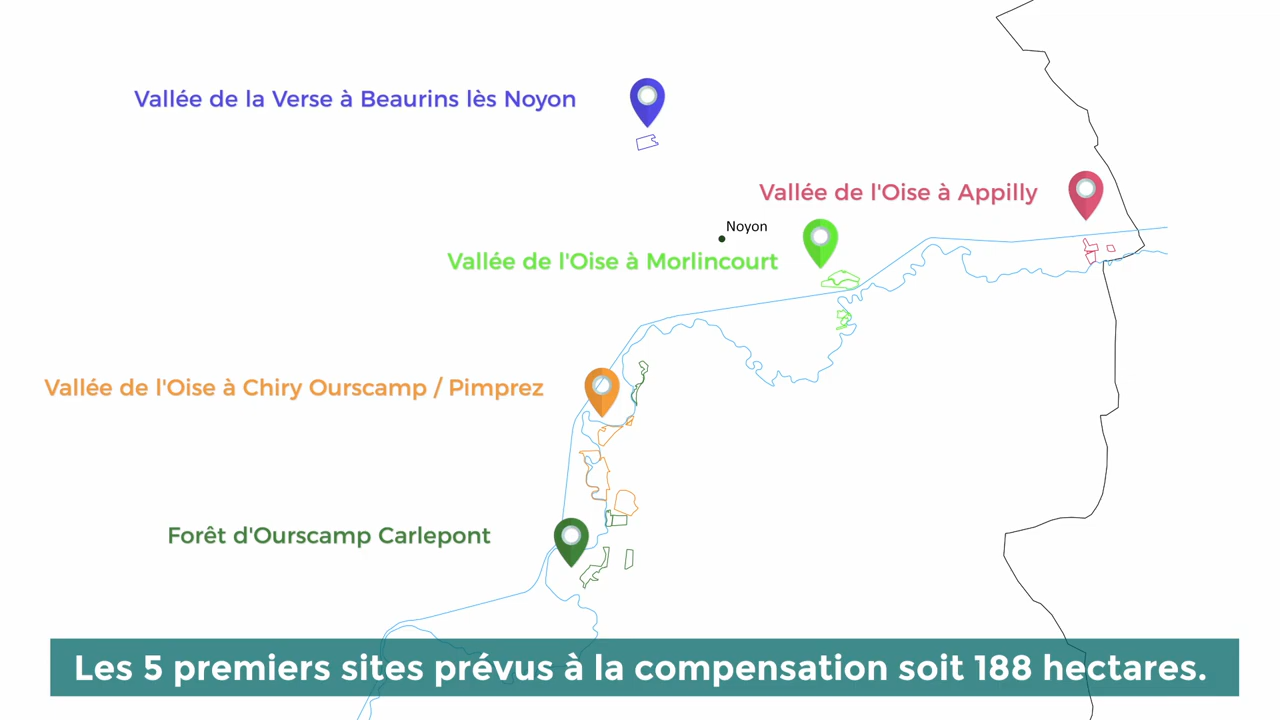 Vallée de la Verse à Beaurins lès Noyon
Vallée de l'Oise à Appilly
Noyon
Vallée de l'Oise à Morlincourt
Vallée de l'Oise à Chiry Ourscamp / Pimprez
Forêt d'Ourscamp Carlepont
Les 5 premiers sites prévus à la compensation soit 188 hectares.